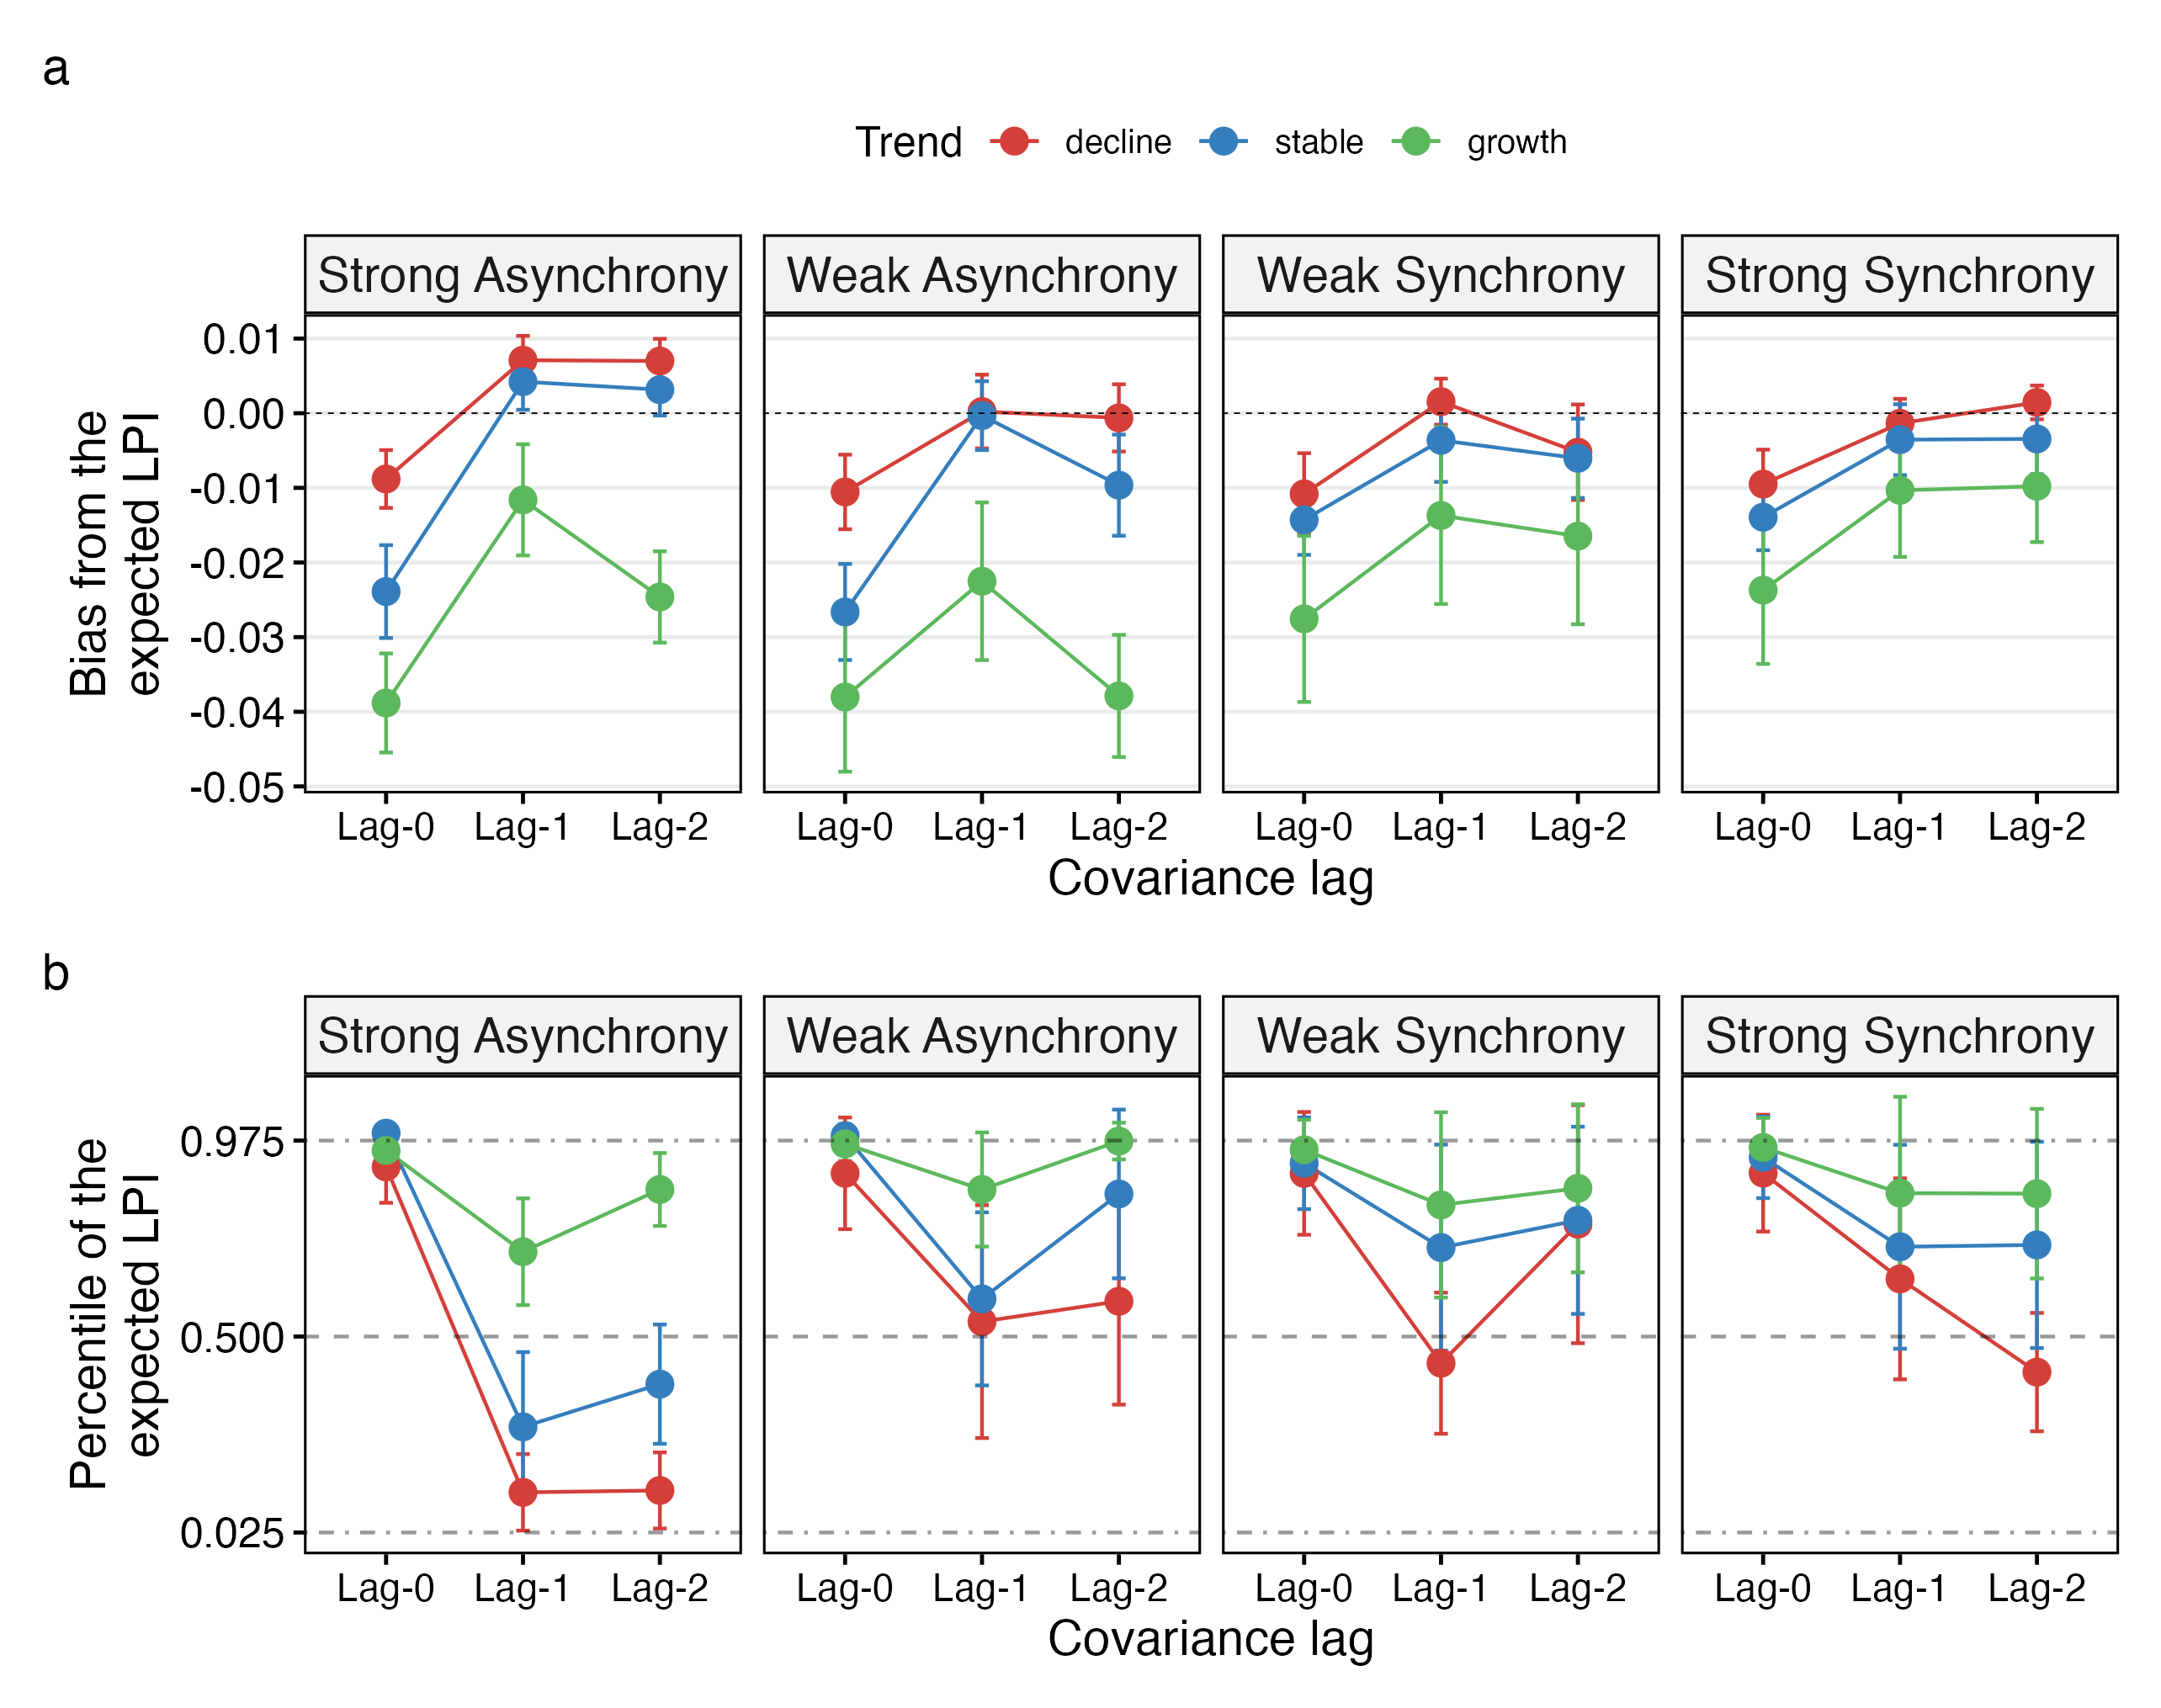 a
Trend decline stable growth
Strong Asynchrony Weak Asynchrony Weak Synchrony Strong Synchrony
Bias from the
expected LPI
0.01
0.00
-0.01
-0.02
-0.03
-0.04
-0.05
Lag-0 Lag-1 Lag-2 Lag-0 Lag-1 Lag-2 Lag-0 Lag-1 Lag-2 Lag-0 Lag-1 Lag-2
Covariance lag
b
Strong Asynchrony Weak Asynchrony Weak Synchrony Strong Synchrony
Percentile of the
expected LPI
0.975
0.500
0.025
Lag-0 Lag-1 Lag-2 Lag-0 Lag-1 Lag-2 Lag-0 Lag-1 Lag-2 Lag-0 Lag-1 Lag-2
Covariance lag